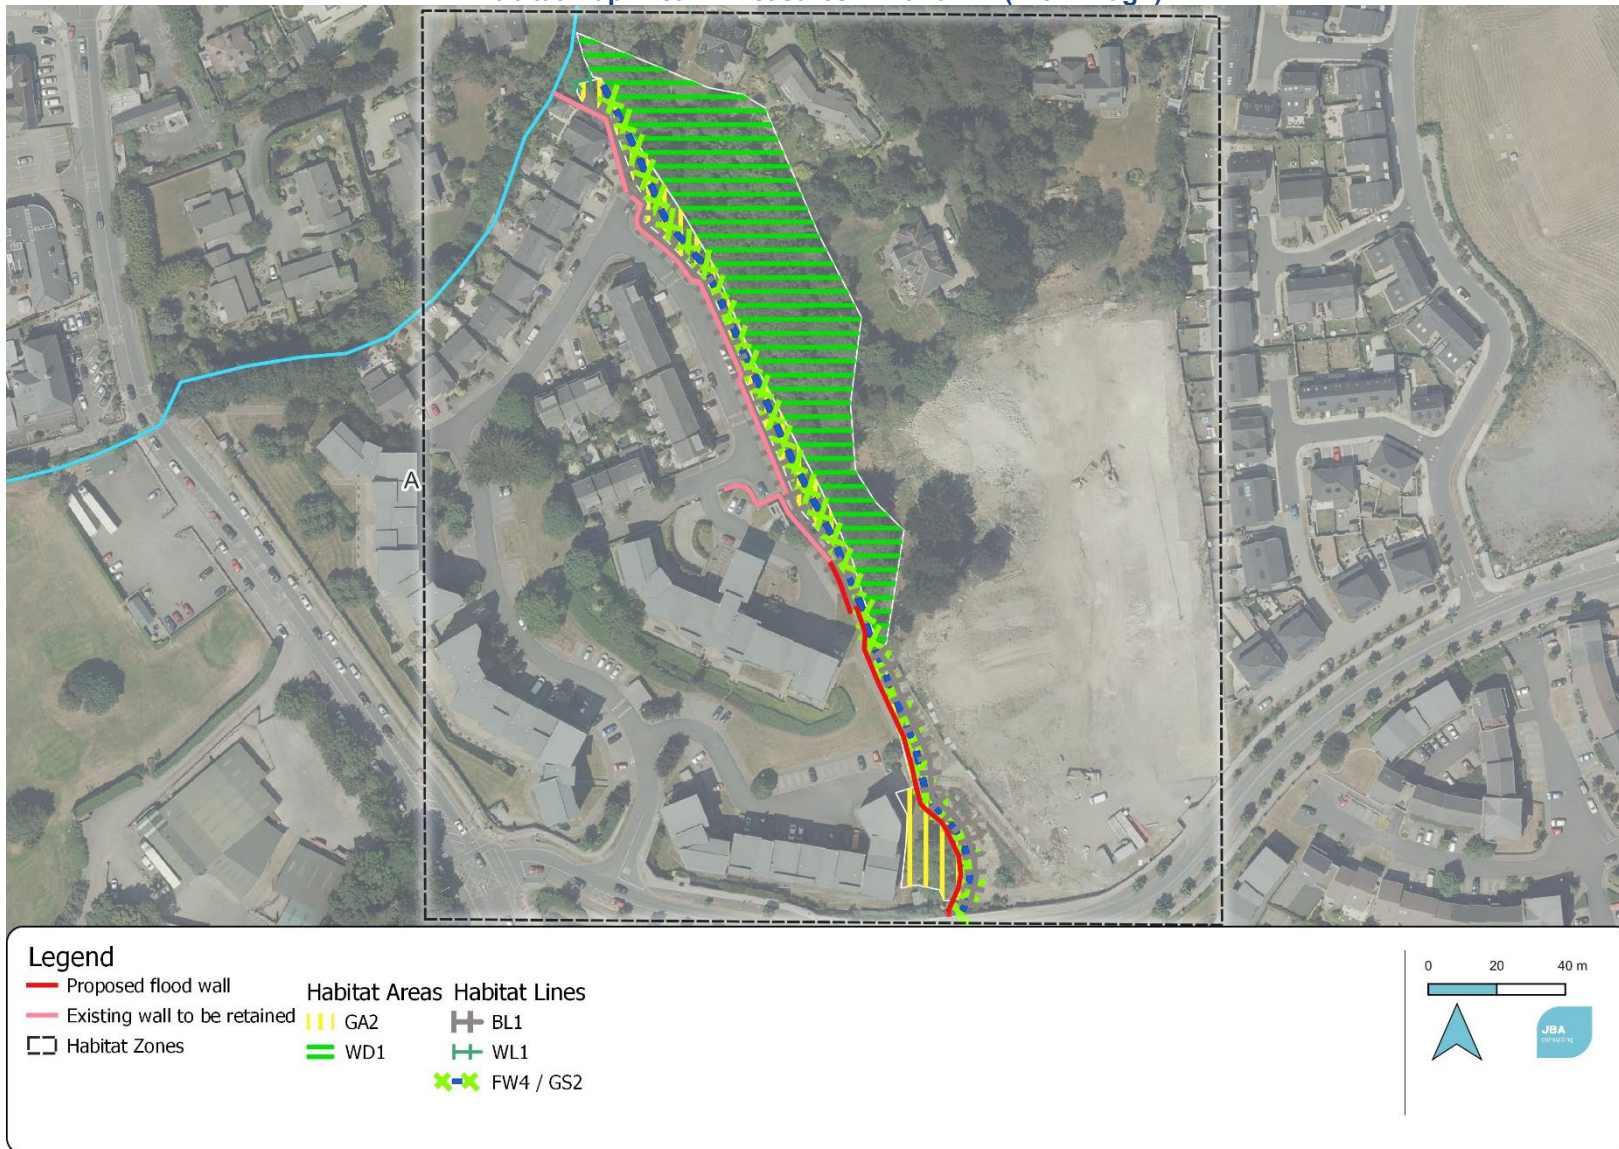 A
Legend
Proposed flood wall
Existing wall to be retained
Habitat Zones
Habitat Areas
GA2
WD1
Habitat Lines
BL1
WL1
FW4 / GS2
0 20 40 m
JBA
consulting